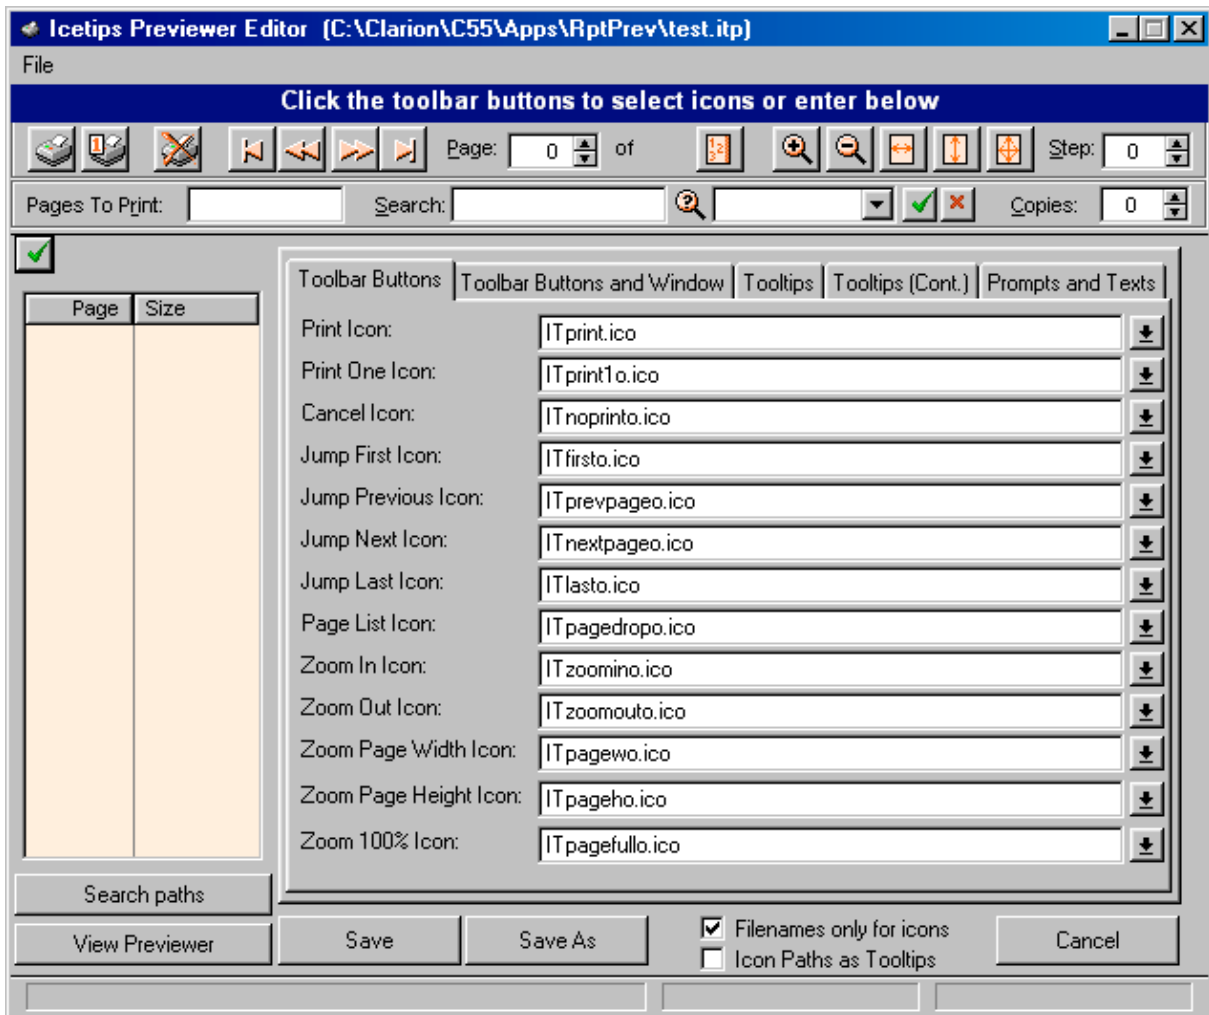 Icetips Previewer Editor (C:\Clarion\C55\Apps\RptPrev\test.itp)
File
Click the toolbar buttons to select icons or enter below
Page: 0 of Step: 0
Pages To Print: Search: Copies: 0
Toolbar Buttons Toolbar Buttons and Window Tooltips Tooltips (Cont.) Prompts and Texts
Page Size
Print Icon: ITprint.ico
Print One Icon: ITprint1o.ico
Cancel Icon: ITnoprinto.ico
Jump First Icon: ITfirsto.ico
Jump Previous Icon: ITprevpageo.ico
Jump Next Icon: ITnextpageo.ico
Jump Last Icon: ITlasto.ico
Page List Icon: ITpagedropo.ico
Zoom In Icon: ITzoomino.ico
Zoom Out Icon: ITzoomouto.ico
Zoom Page Width Icon: ITpagewo.ico
Zoom Page Height Icon: ITpageho.ico
Zoom 100% Icon: ITpagefullo.ico
Search paths
View Previewer Save Save As Filenames only for icons Cancel
Icon Paths as Tooltips